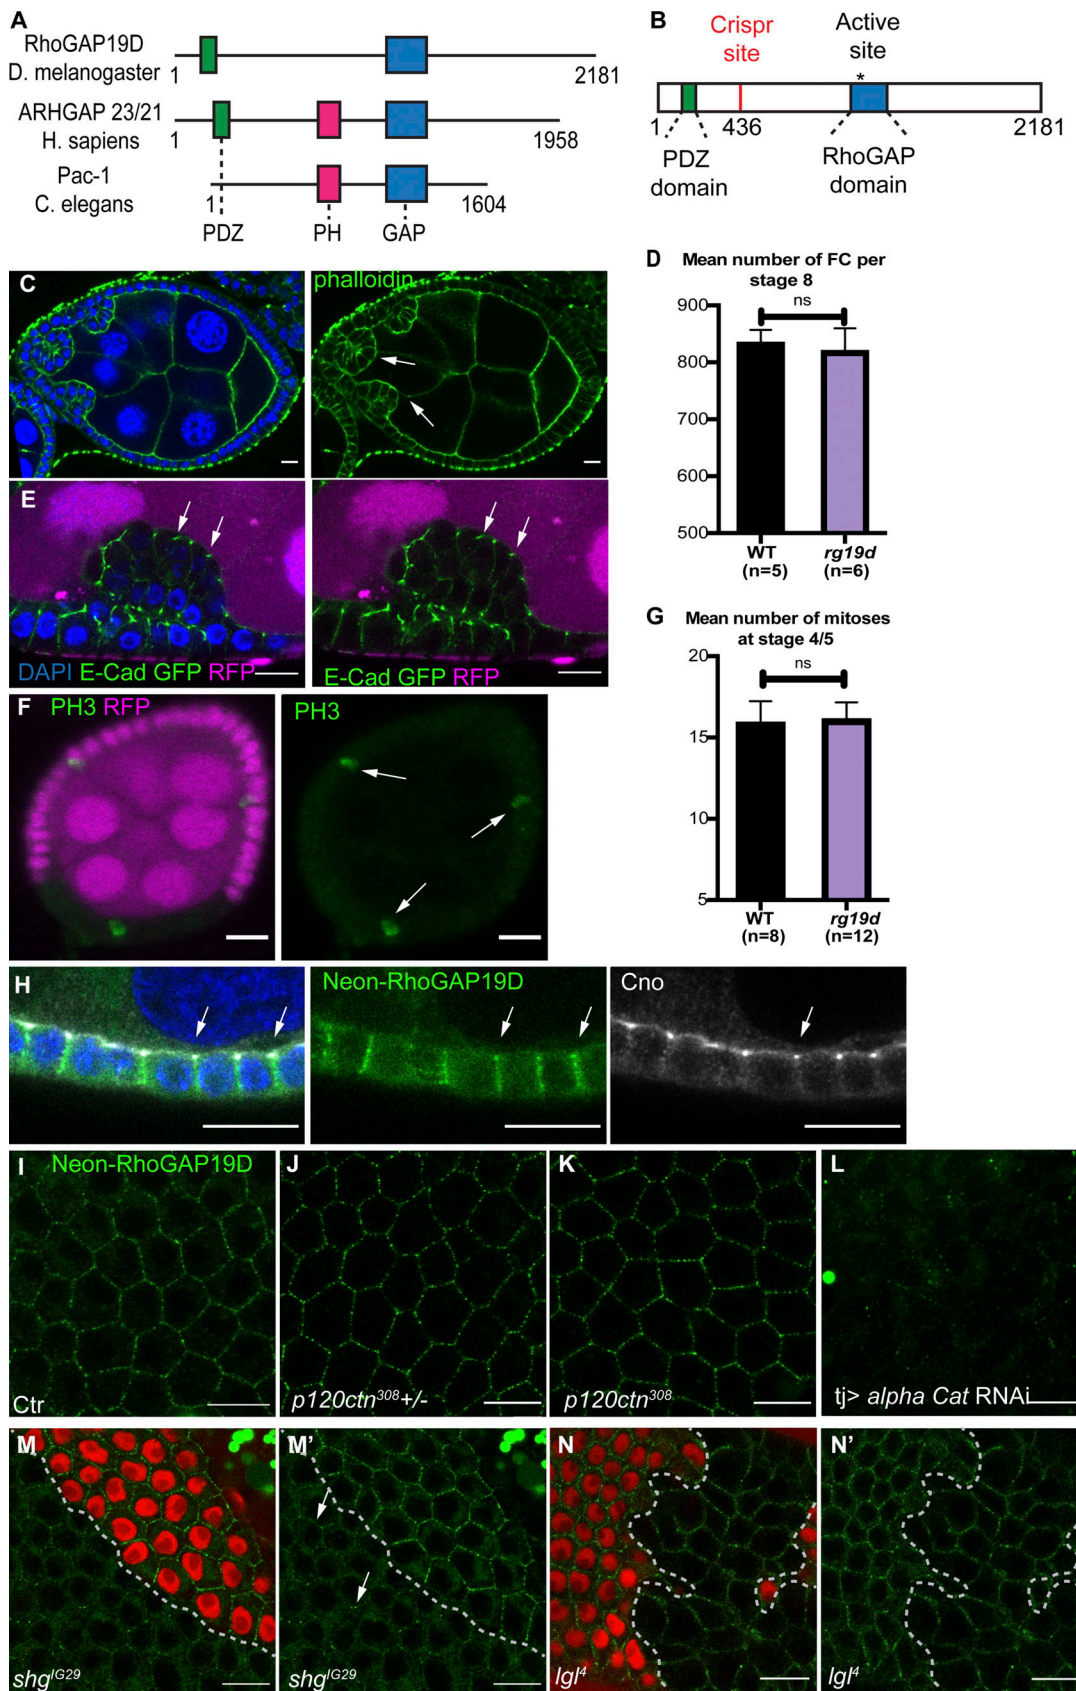 A
RhoGAP19D
D. melanogaster
1
2181
ARHGAP 23/21
H. sapiens
1
1958
Pac-1
C. elegans
1
1604
PDZ
PH
GAP
B
Crispr
site
Active
site
*
1
436
2181
PDZ
domain
RhoGAP
domain
C
phalloidin
D
Mean number of FC per
stage 8
ns
900
800
700
600
500
WT
(n=5)
rg19d
(n=6)
E
DAPI E-Cad GFP RFP
E-Cad GFP RFP
F
PH3 RFP
PH3
G
Mean number of mitoses
at stage 4/5
ns
20
15
10
5
WT
(n=8)
rg19d
(n=12)
H
Neon-RhoGAP19D
Cno
I
Neon-RhoGAP19D
Ctr
J
p120ctn³⁰⁸+/-
K
p120ctn³⁰⁸
L
tj> alpha Cat RNAi
M
shgᴵᴳ²⁹
M'
shgᴵᴳ²⁹
N
lgl⁴
N'
lgl⁴